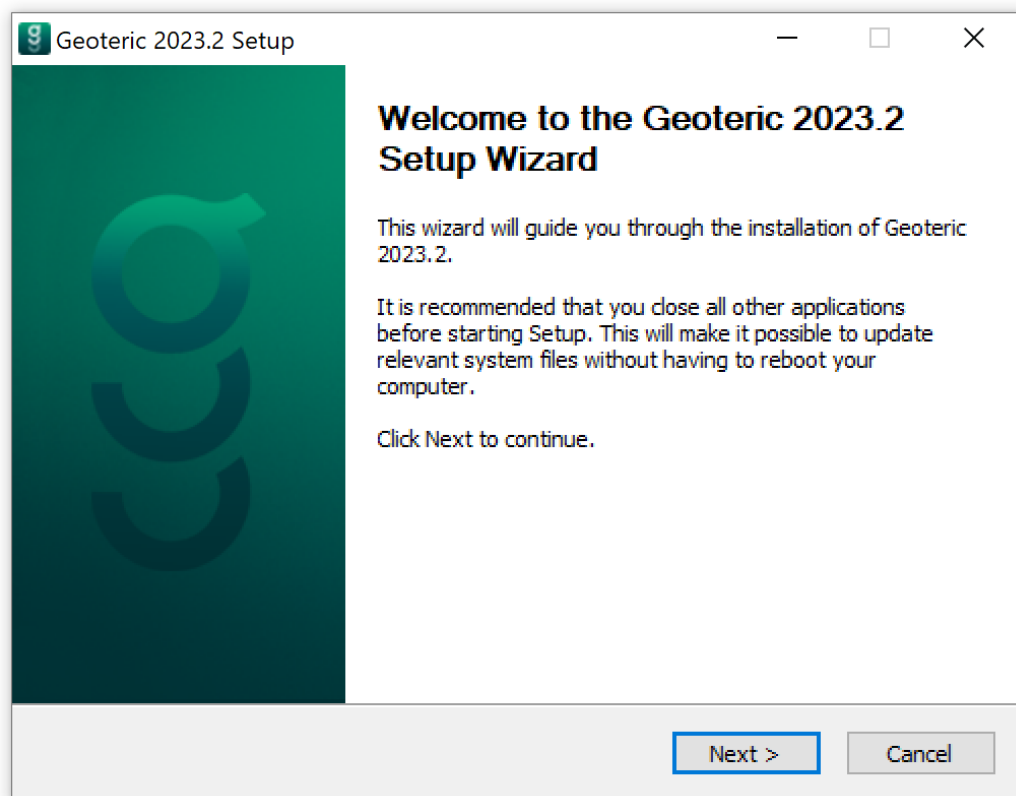 Geoteric 2023.2 Setup
Welcome to the Geoteric 2023.2
Setup Wizard
This wizard will guide you through the installation of Geoteric
2023.2.
It is recommended that you close all other applications
before starting Setup. This will make it possible to update
relevant system files without having to reboot your
computer.
Click Next to continue.
Next >
Cancel